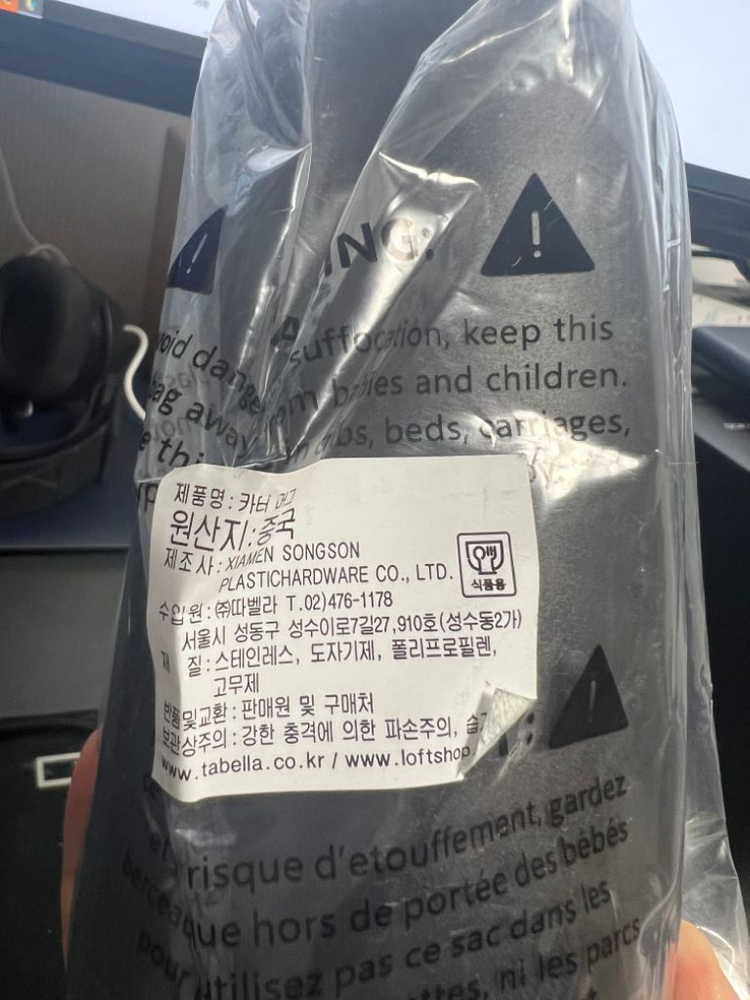 NG:
void dange suffocation, keep this
bag away babies and children.
beds, carriages,
제품명 : 카터 머그
원산지 : 중국
제조사 : XIAMEN SONGSON
PLASTICHARDWARE CO., LTD.
식품용
수입원 : ㈜따벨라 T.02)476-1178
서울시 성동구 성수이로7길27,910호(성수동2가)
재 질 : 스테인레스, 도자기제, 폴리프로필렌,
고무제
반품및교환 : 판매원 및 구매처
보관상주의 : 강한 충격에 의한 파손주의,
www.tabella.co.kr / www.loftshop
risque d'etouffement, gardez
que hors de portée des bébés
utilisez pas ce sac dans les
ni les parcs